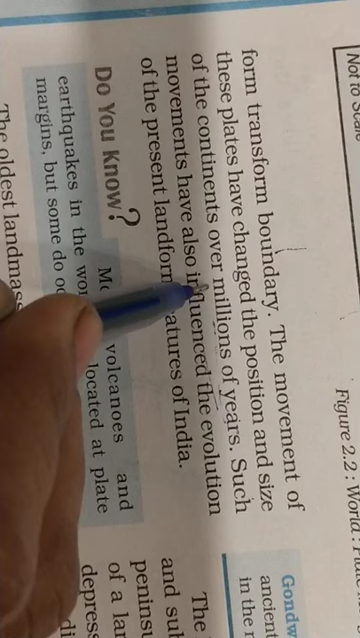 Not to Scale
Figure 2.2 : World :
form transform boundary. The movement of
these plates have changed the position and size
of the continents over millions of years. Such
movements have also influenced the evolution
of the present landform features of India.
Do You Know?
volcanoes and
earthquakes in the located at plate
margins, but some do
The oldest landmass
Gondw
ancient
in the
The
and su
peninsu
of a lar
depress
di